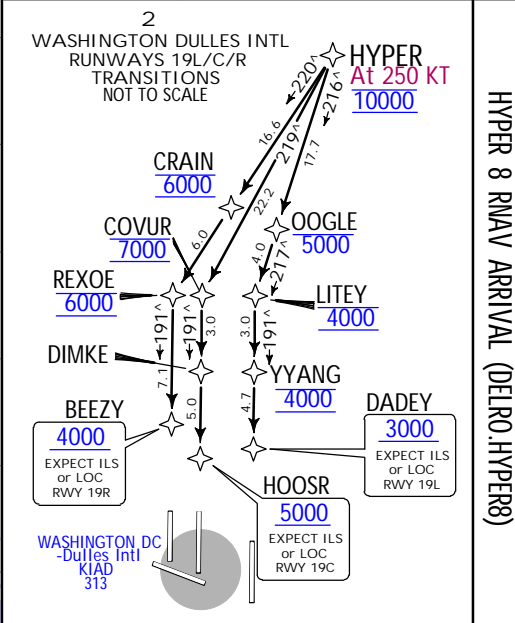 2
WASHINGTON DULLES INTL
RUNWAYS 19L/C/R
TRANSITIONS
NOT TO SCALE
HYPER
At 250 KT
10000
220^
216^
16.6
219^
17.7
CRAIN
6000
22.2
OOGLE
5000
COVUR
7000
6.0
4.0
217^
REXOE
6000
LITEY
4000
191^
191^
3.0
3.0
191^
DIMKE
7.1
YYANG
4000
5.0
4.7
BEEZY
4000
EXPECT ILS
or LOC
RWY 19R
DADEY
3000
EXPECT ILS
or LOC
RWY 19L
HOOSR
5000
EXPECT ILS
or LOC
RWY 19C
WASHINGTON DC
-Dulles Intl
KIAD
313
HYPER 8 RNAV ARRIVAL (DELRO.HYPER8)